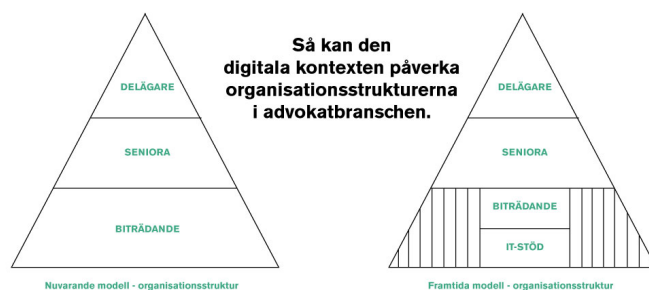 Så kan den
digitala kontexten påverka
organisationsstrukturerna
i advokatbranschen.
DELÄGARE
SENIORA
BITRÄDANDE
Nuvarande modell - organisationsstruktur
DELÄGARE
SENIORA
BITRÄDANDE
IT-STÖD
Framtida modell - organisationsstruktur